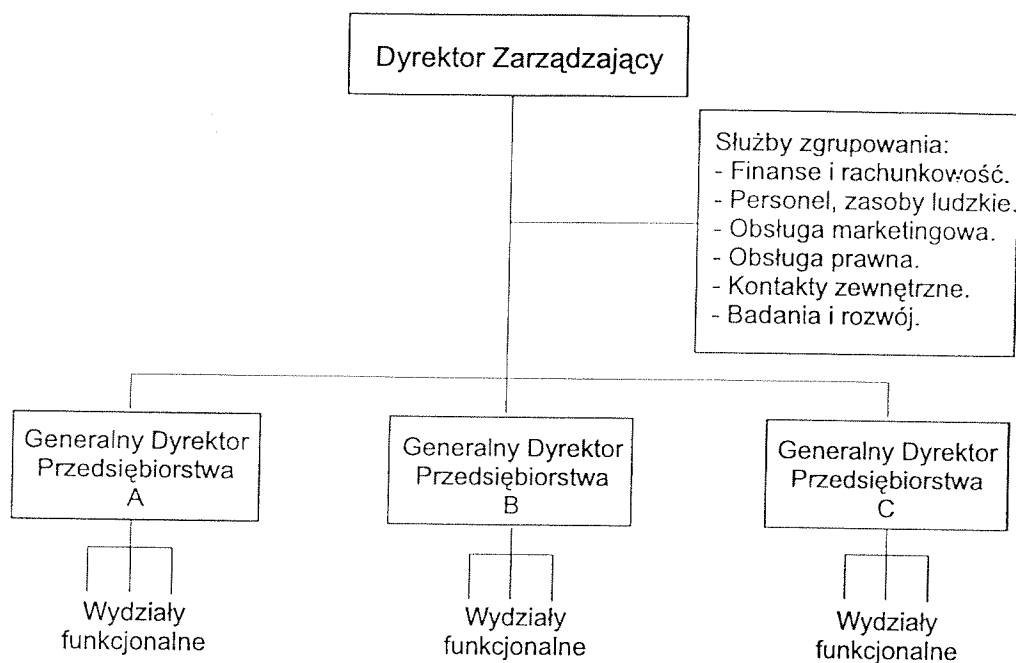 Dyrektor Zarządzający
Służby zgrupowania:
- Finanse i rachunkowość.
- Personel, zasoby ludzkie.
- Obsługa marketingowa.
- Obsługa prawna.
- Kontakty zewnętrzne.
- Badania i rozwój.
Generalny Dyrektor
Przedsiębiorstwa
A
Generalny Dyrektor
Przedsiębiorstwa
B
Generalny Dyrektor
Przedsiębiorstwa
C
Wydziały
funkcjonalne
Wydziały
funkcjonalne
Wydziały
funkcjonalne